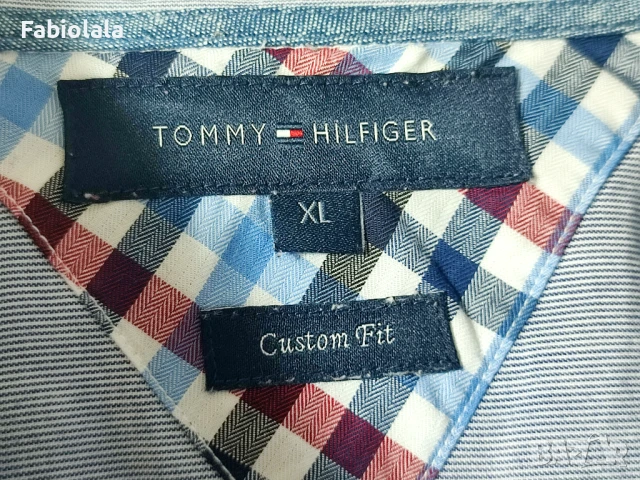 Fabiolala
TOMMY HILFIGER
XL
Custom Fit